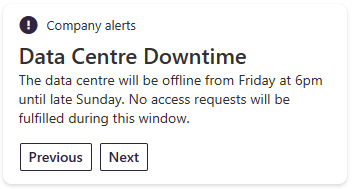 Company alerts
Data Centre Downtime
The data centre will be offline from Friday at 6pm
until late Sunday. No access requests will be
fulfilled during this window.
Previous
Next